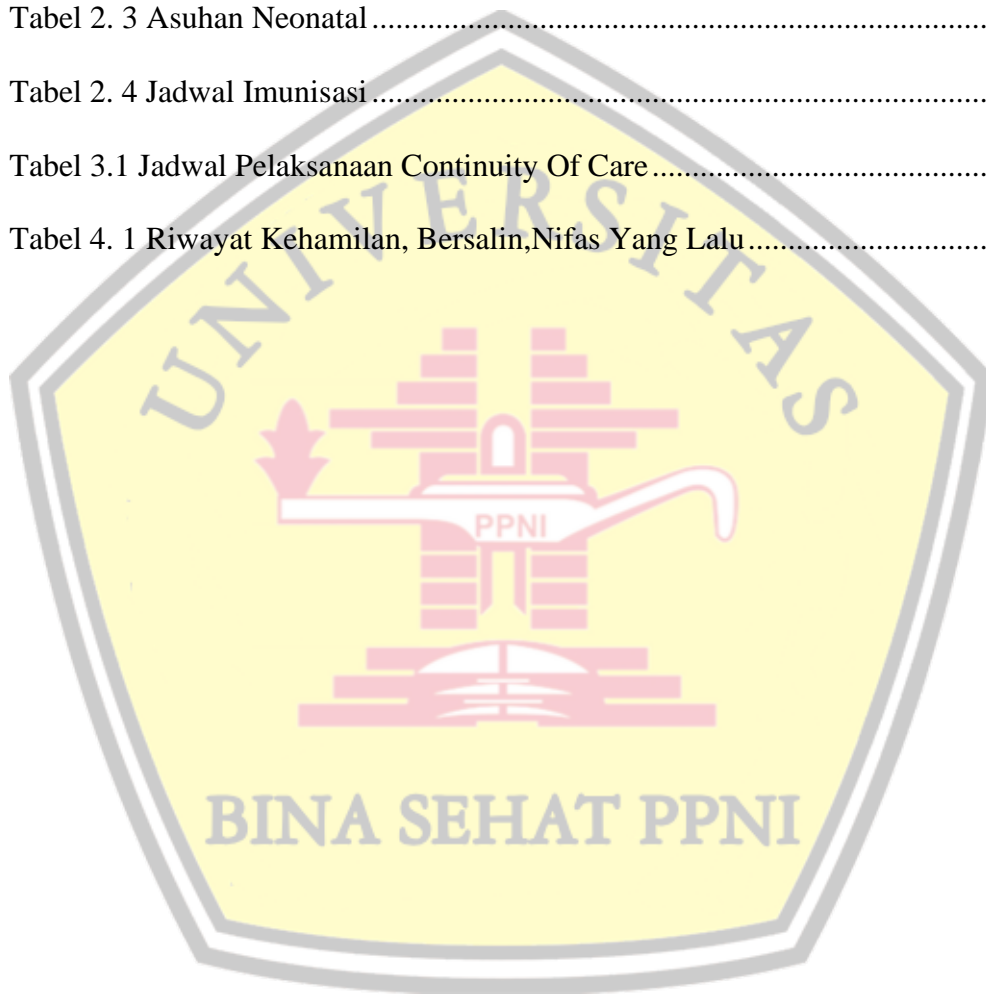 Tabel 2. 3 Asuhan Neonatal................................................................................
Tabel 2. 4 Jadwal Imunisasi................................................................................
Tabel 3.1 Jadwal Pelaksanaan Continuity Of Care...........................................
Tabel 4. 1 Riwayat Kehamilan, Bersalin,Nifas Yang Lalu..............................
UNIVERSITAS
PPNI
BINA SEHAT PPNI